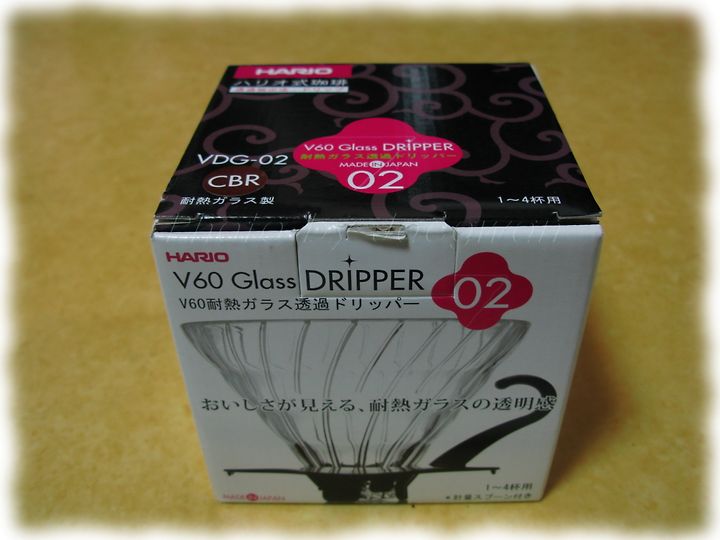 HARIO
ハリオ式珈琲
V60 Glass DRIPPER
耐熱ガラス透過ドリッパー
MADE IN JAPAN
02
VDG-02
CBR
耐熱ガラス製
1〜4杯用
HARIO
V60 Glass DRIPPER
02
V60耐熱ガラス透過ドリッパー
おいしさが見える、耐熱ガラスの透明感
1〜4杯用
*計量スプーン付き
MADE IN JAPAN